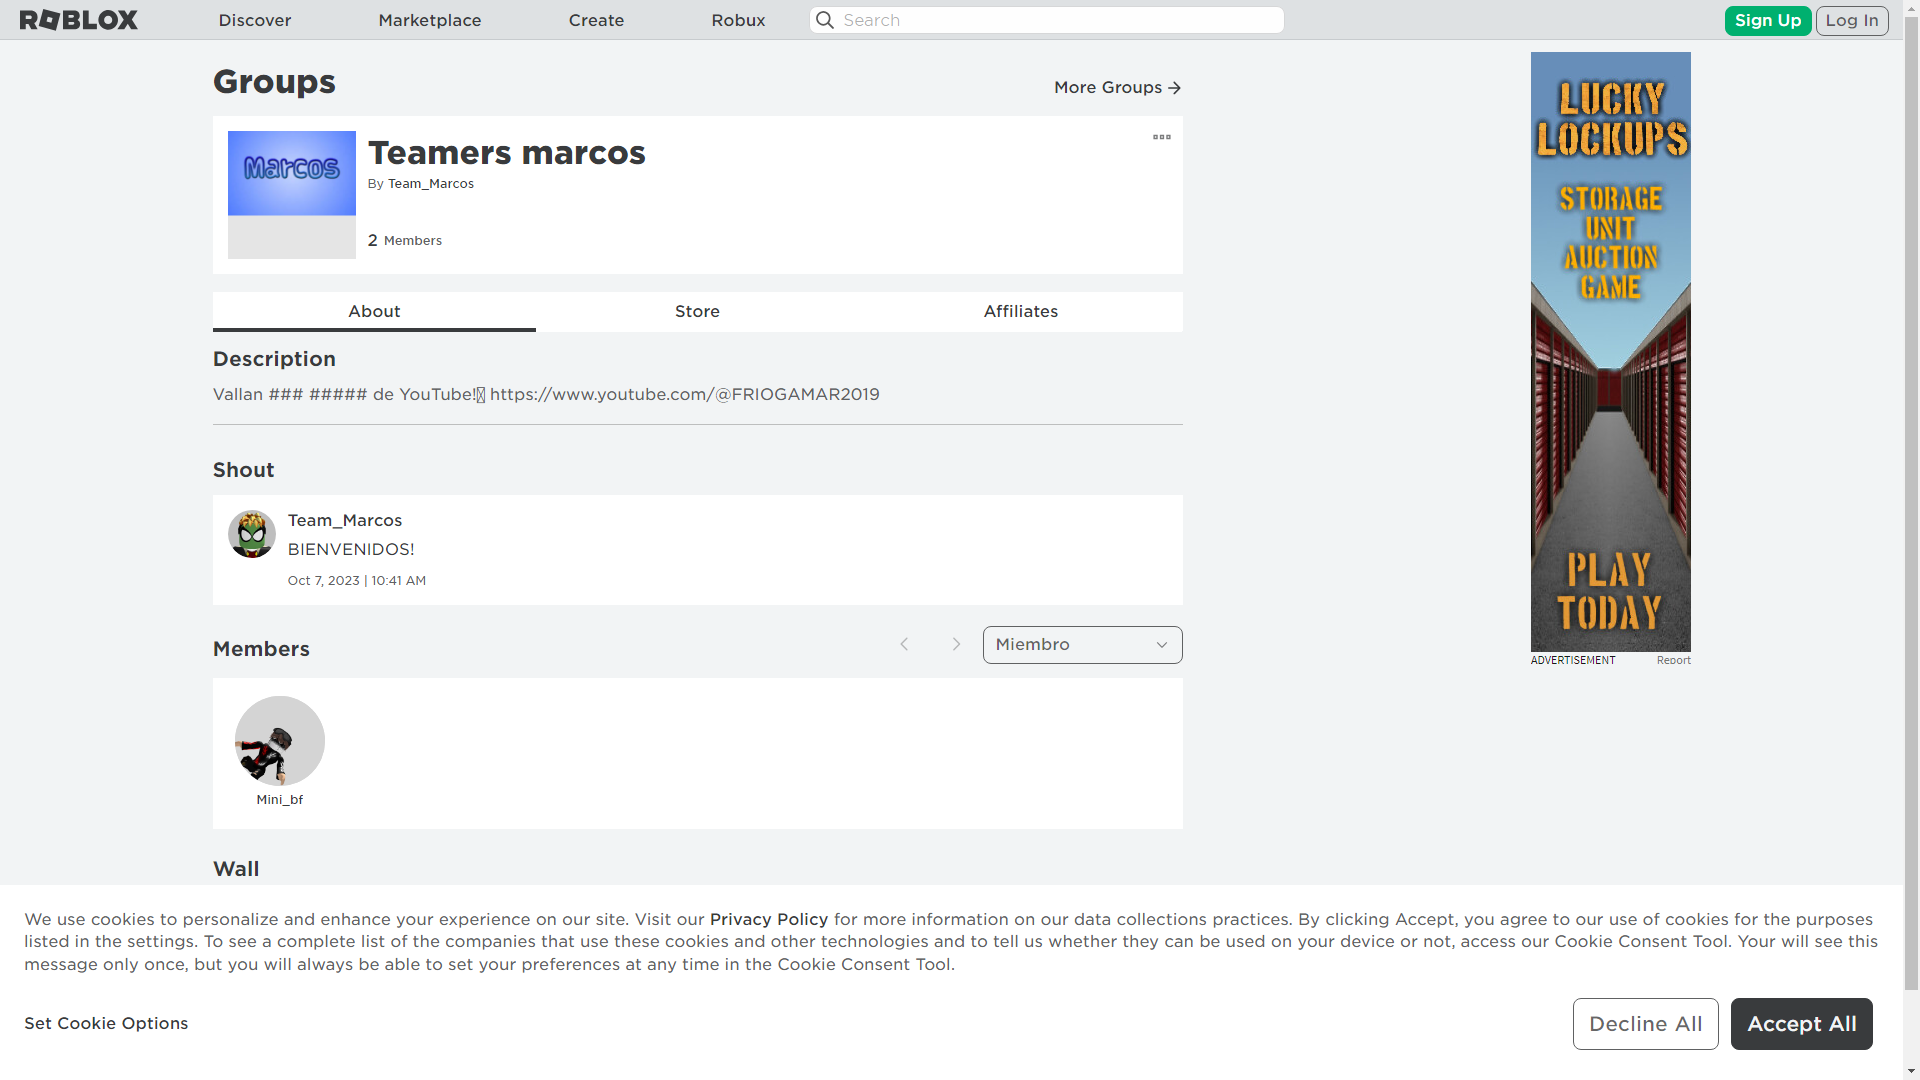 ROBLOX Discover Marketplace Create Robux Search Sign Up Log In
Groups
More Groups
Marcos
Teamers marcos
By Team_Marcos
2 Members
About Store Affiliates
Description
Vallan ### ##### de YouTube! https://www.youtube.com/@FRIOGAMAR2019
Shout
Team_Marcos
BIENVENIDOS!
Oct 7, 2023 | 10:41 AM
Members
Miembro
Mini_bf
Wall
LUCKY
LOCKUPS
STORAGE
UNIT
AUCTION
GAME
PLAY
TODAY
ADVERTISEMENT Report
We use cookies to personalize and enhance your experience on our site. Visit our Privacy Policy for more information on our data collections practices. By clicking Accept, you agree to our use of cookies for the purposes
listed in the settings. To see a complete list of the companies that use these cookies and other technologies and to tell us whether they can be used on your device or not, access our Cookie Consent Tool. Your will see this
message only once, but you will always be able to set your preferences at any time in the Cookie Consent Tool.
Set Cookie Options
Decline All
Accept All